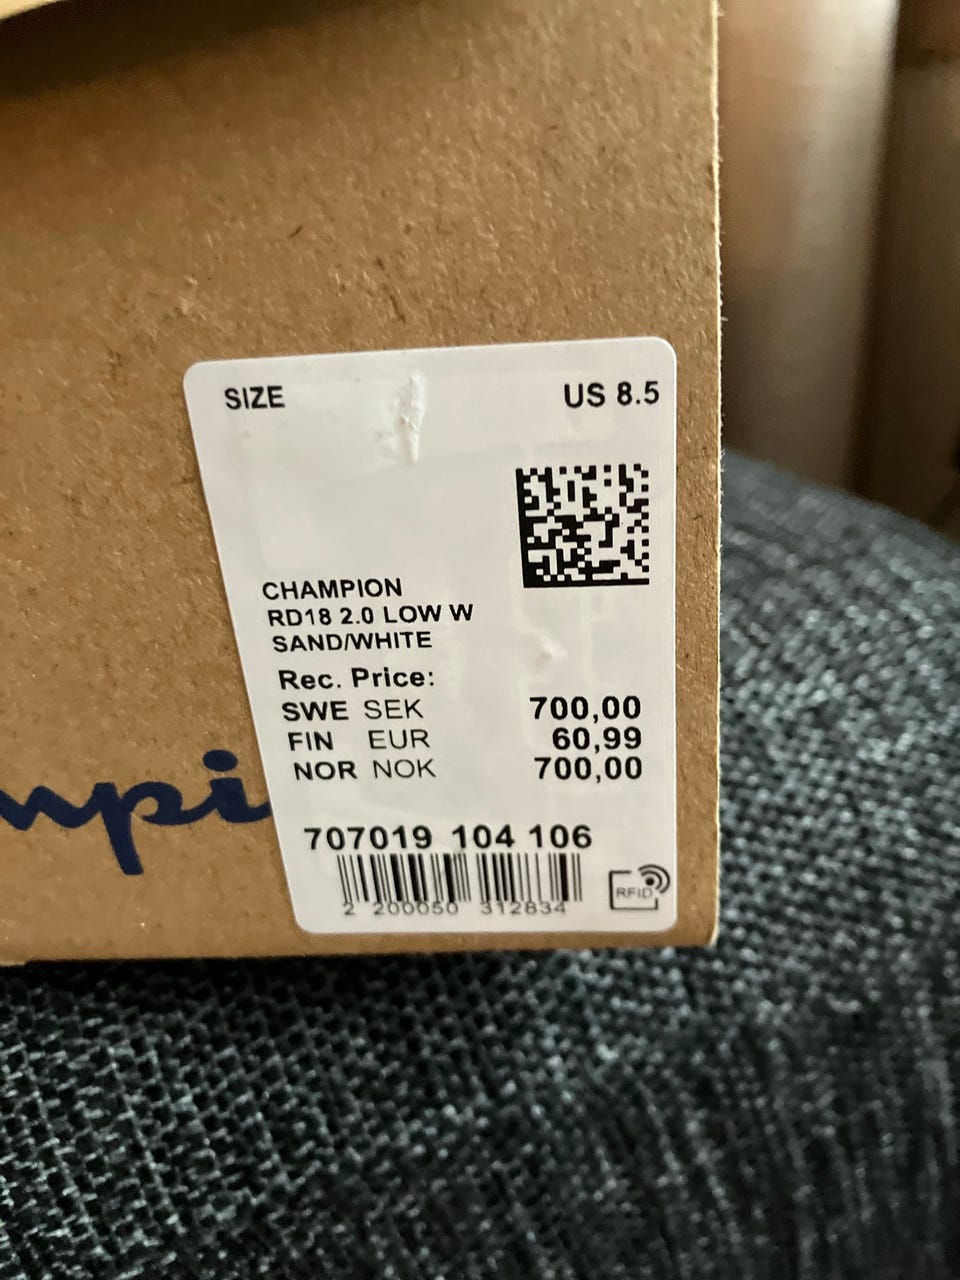 SIZE US 8.5
CHAMPION
RD18 2.0 LOW W
SAND/WHITE
Rec. Price:
SWE SEK 700,00
FIN EUR 60,99
NOR NOK 700,00
mpi
707019 104 106
2 200050 312834
RFID